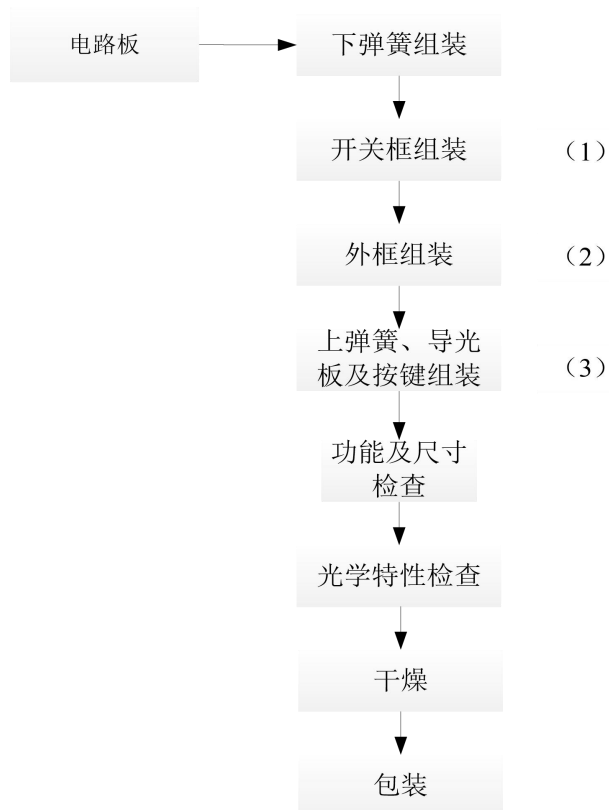 电路板
下弹簧组装
开关框组装
（1）
外框组装
（2）
上弹簧、导光
板及按键组装
（3）
功能及尺寸
检查
光学特性检查
干燥
包装